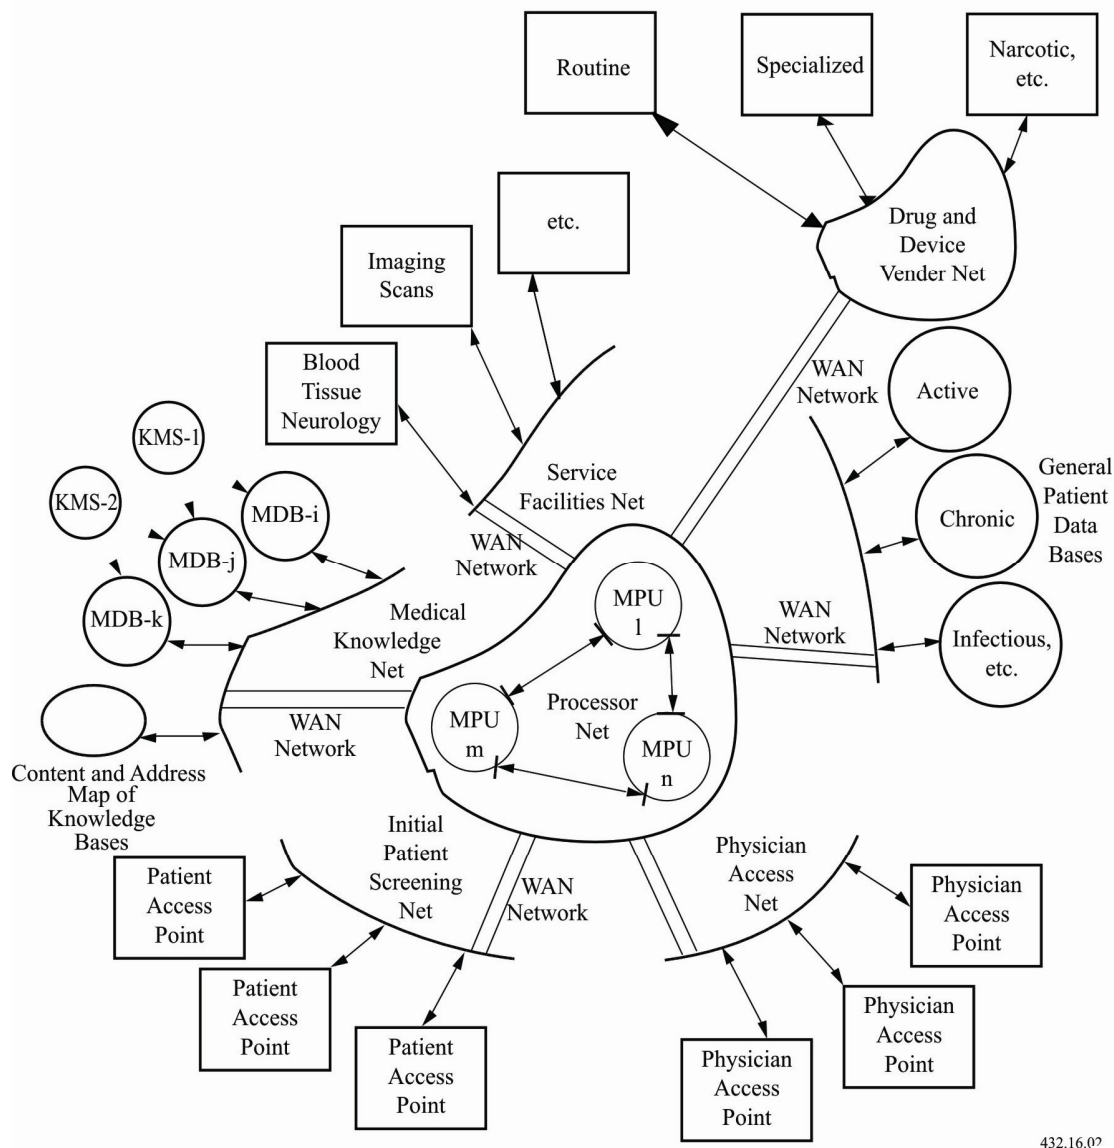 Routine
Specialized
Narcotic,
etc.
etc.
Imaging
Scans
Blood
Tissue
Neurology
Drug and
Device
Vender Net
WAN
Network
Active
Chronic
Infectious,
etc.
General
Patient
Data
Bases
KMS-1
KMS-2
MDB-i
MDB-j
MDB-k
Service
Facilities Net
WAN
Network
Medical
Knowledge
Net
WAN
Network
MPU
l
MPU
m
MPU
n
Processor
Net
WAN
Network
Content and Address
Map of
Knowledge
Bases
Initial
Patient
Screening
Net
WAN
Network
Physician
Access
Net
Patient
Access
Point
Patient
Access
Point
Patient
Access
Point
Physician
Access
Point
Physician
Access
Point
Physician
Access Point
Point
432.16.02